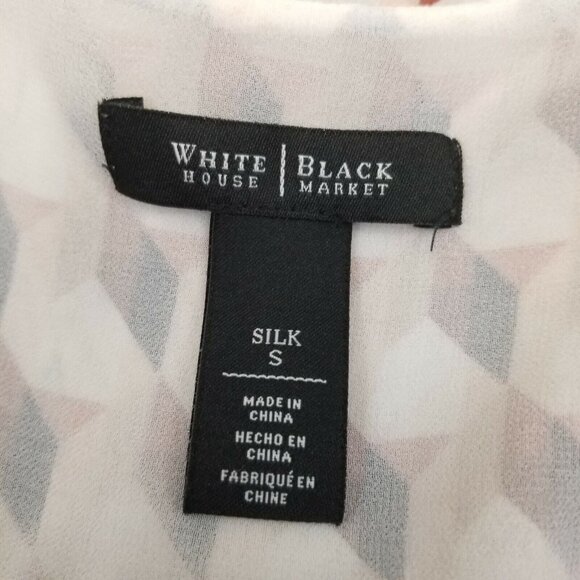 WHITE | BLACK
HOUSE | MARKET
SILK
S
MADE IN
CHINA
HECHO EN
CHINA
FABRIQUÉ EN
CHINE